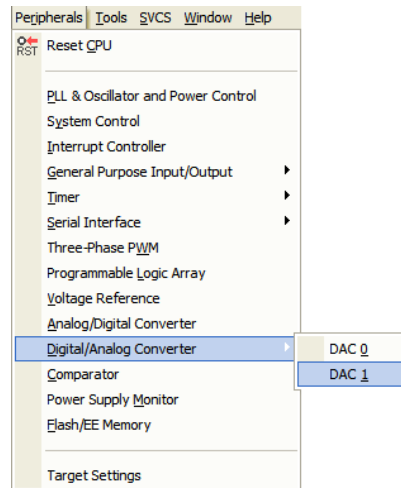 Peripherals Tools SVCS Window Help
RST Reset CPU
PLL & Oscillator and Power Control
System Control
Interrupt Controller
General Purpose Input/Output
Timer
Serial Interface
Three-Phase PWM
Programmable Logic Array
Voltage Reference
Analog/Digital Converter
Digital/Analog Converter
DAC 0
Comparator
DAC 1
Power Supply Monitor
Flash/EE Memory
Target Settings